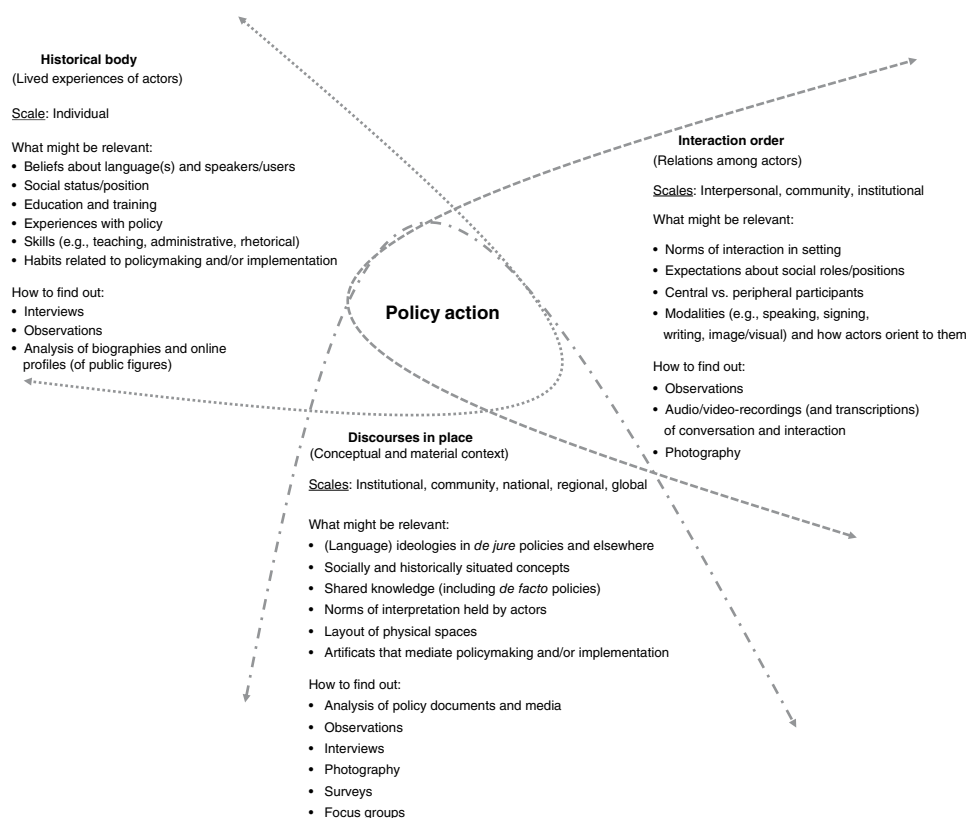 Historical body
(Lived experiences of actors)
Scale: Individual
What might be relevant:
• Beliefs about language(s) and speakers/users
• Social status/position
• Education and training
• Experiences with policy
• Skills (e.g., teaching, administrative, rhetorical)
• Habits related to policymaking and/or implementation
How to find out:
• Interviews
• Observations
• Analysis of biographies and online
profiles (of public figures)
Interaction order
(Relations among actors)
Scales: Interpersonal, community, institutional
What might be relevant:
• Norms of interaction in setting
• Expectations about social roles/positions
• Central vs. peripheral participants
• Modalities (e.g., speaking, signing,
writing, image/visual) and how actors orient to them
How to find out:
• Observations
• Audio/video-recordings (and transcriptions)
of conversation and interaction
• Photography
Policy action
Discourses in place
(Conceptual and material context)
Scales: Institutional, community, national, regional, global
What might be relevant:
• (Language) ideologies in de jure policies and elsewhere
• Socially and historically situated concepts
• Shared knowledge (including de facto policies)
• Norms of interpretation held by actors
• Layout of physical spaces
• Artificats that mediate policymaking and/or implementation
How to find out:
• Analysis of policy documents and media
• Observations
• Interviews
• Photography
• Surveys
• Focus groups